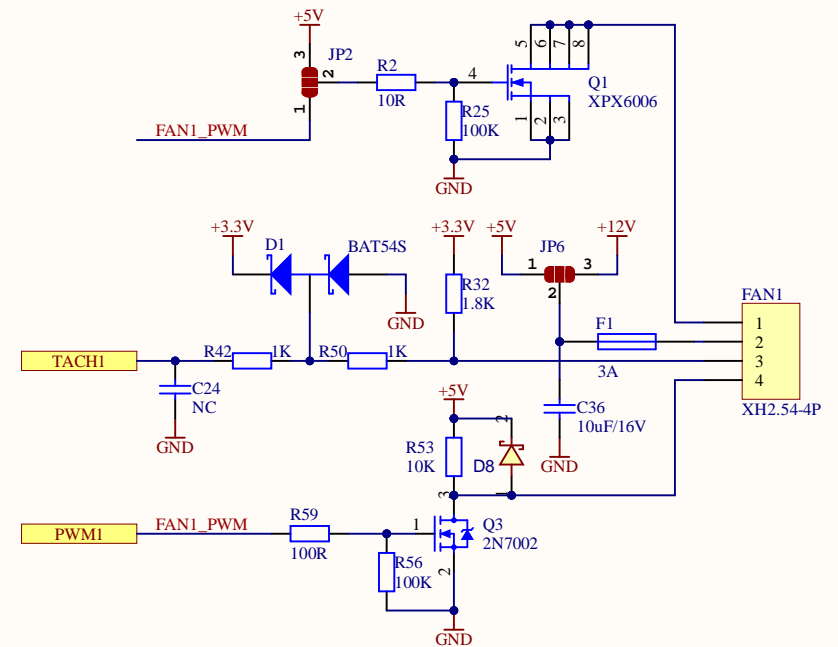 +5V
3
JP2
2
1
R2
10R
4
5
6
7
8
Q1
XPX6006
R25
100K
1
2
3
FAN1_PWM
GND
+3.3V
D1
BAT54S
+3.3V
+5V
+12V
JP6
1
3
2
R32
1.8K
GND
FAN1
F1
1
2
3
4
3A
XH2.54-4P
TACH1
R42
1K
R50
1K
C24
NC
GND
C36
10uF/16V
GND
+5V
R53
10K
2
D8
1
3
FAN1_PWM
PWM1
R59
100R
1
Q3
2N7002
2
R56
100K
GND